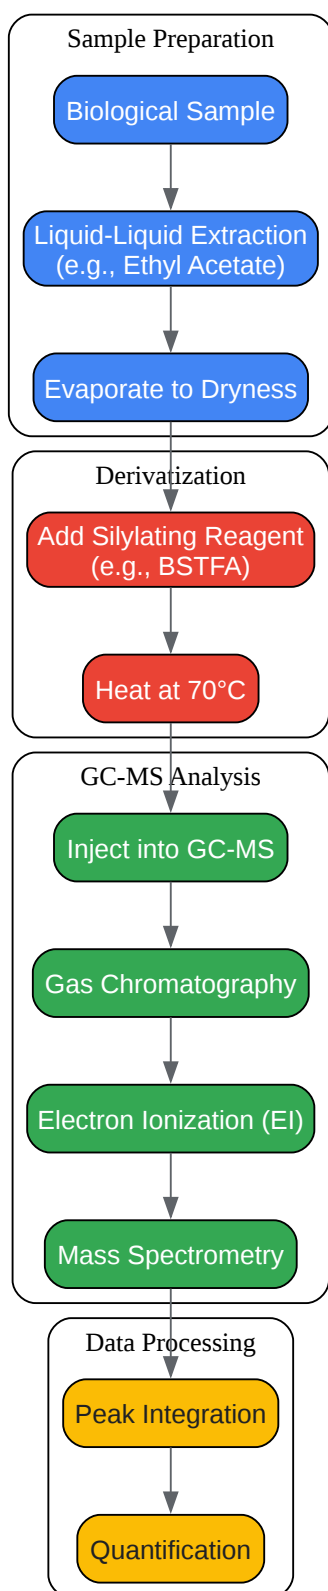 Sample Preparation
Biological Sample
Liquid-Liquid Extraction
(e.g., Ethyl Acetate)
Evaporate to Dryness
Derivatization
Add Silylating Reagent
(e.g., BSTFA)
Heat at 70°C
GC-MS Analysis
Inject into GC-MS
Gas Chromatography
Electron Ionization (EI)
Mass Spectrometry
Data Processing
Peak Integration
Quantification